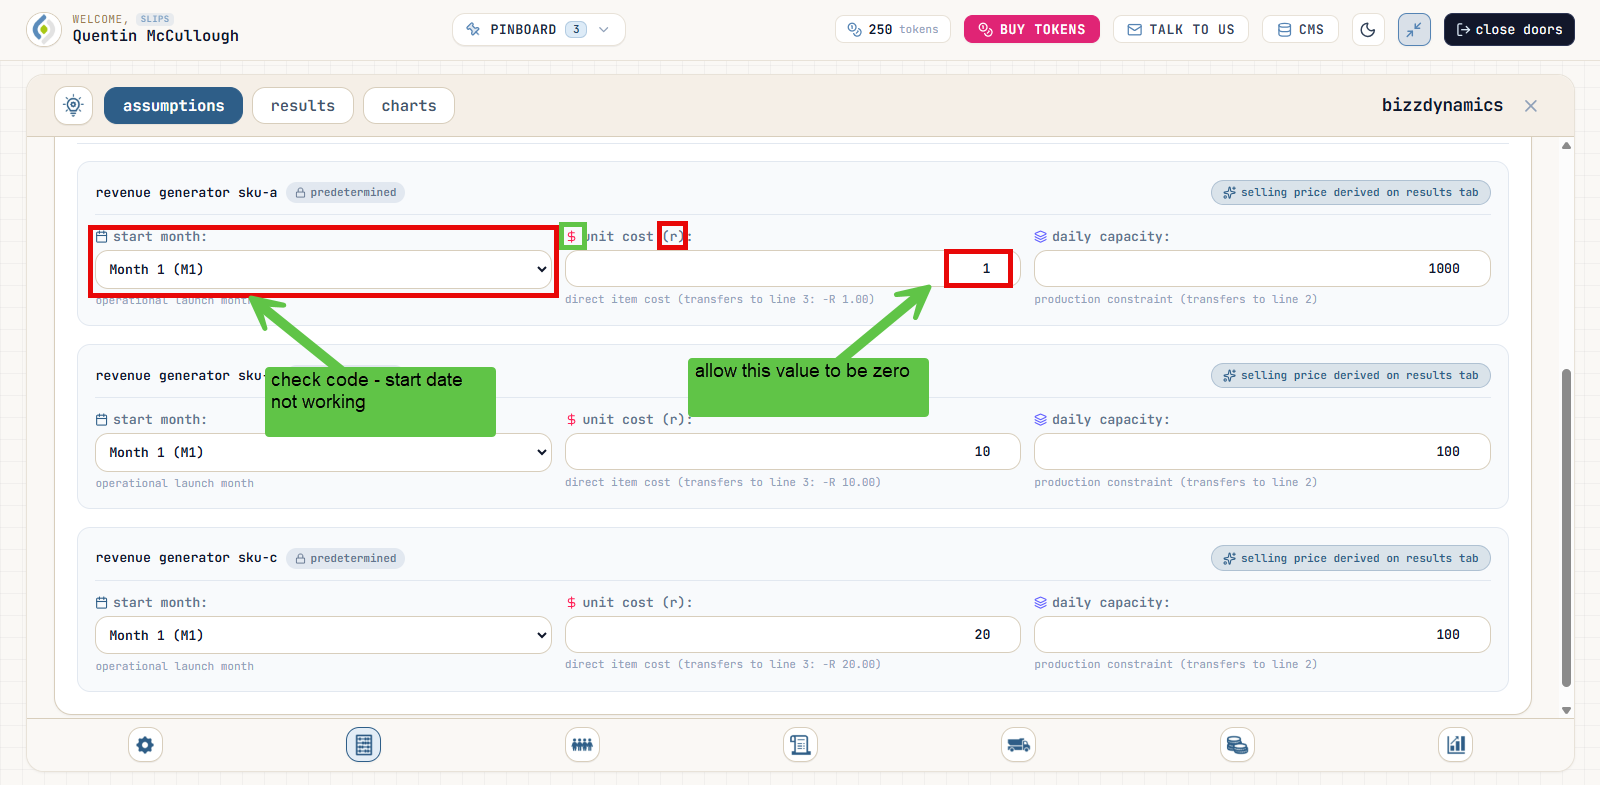 WELCOME, SLIPS
Quentin McCullough
PINBOARD 3
250 tokens
BUY TOKENS
TALK TO US
CMS
close doors
assumptions
results
charts
bizzdynamics
revenue generator sku-a
predetermined
selling price derived on results tab
start month:
$ unit cost (r):
daily capacity:
Month 1 (M1)
1
1000
operational launch month
direct item cost (transfers to line 3: -R 1.00)
production constraint (transfers to line 2)
check code - start date
not working
allow this value to be zero
revenue generator sku-
selling price derived on results tab
start month:
$ unit cost (r):
daily capacity:
Month 1 (M1)
10
100
operational launch month
direct item cost (transfers to line 3: -R 10.00)
production constraint (transfers to line 2)
revenue generator sku-c
predetermined
selling price derived on results tab
start month:
$ unit cost (r):
daily capacity:
Month 1 (M1)
20
100
operational launch month
direct item cost (transfers to line 3: -R 20.00)
production constraint (transfers to line 2)